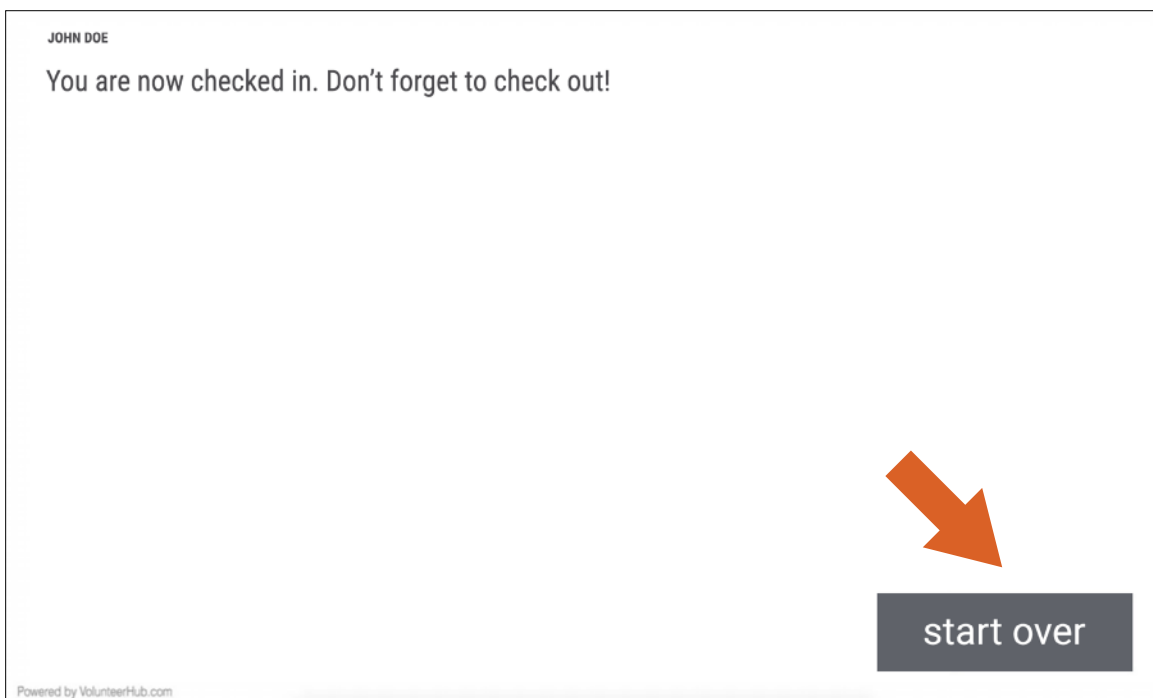 JOHN DOE
You are now checked in. Don’t forget to check out!
start over
Powered by VolunteerHub.com